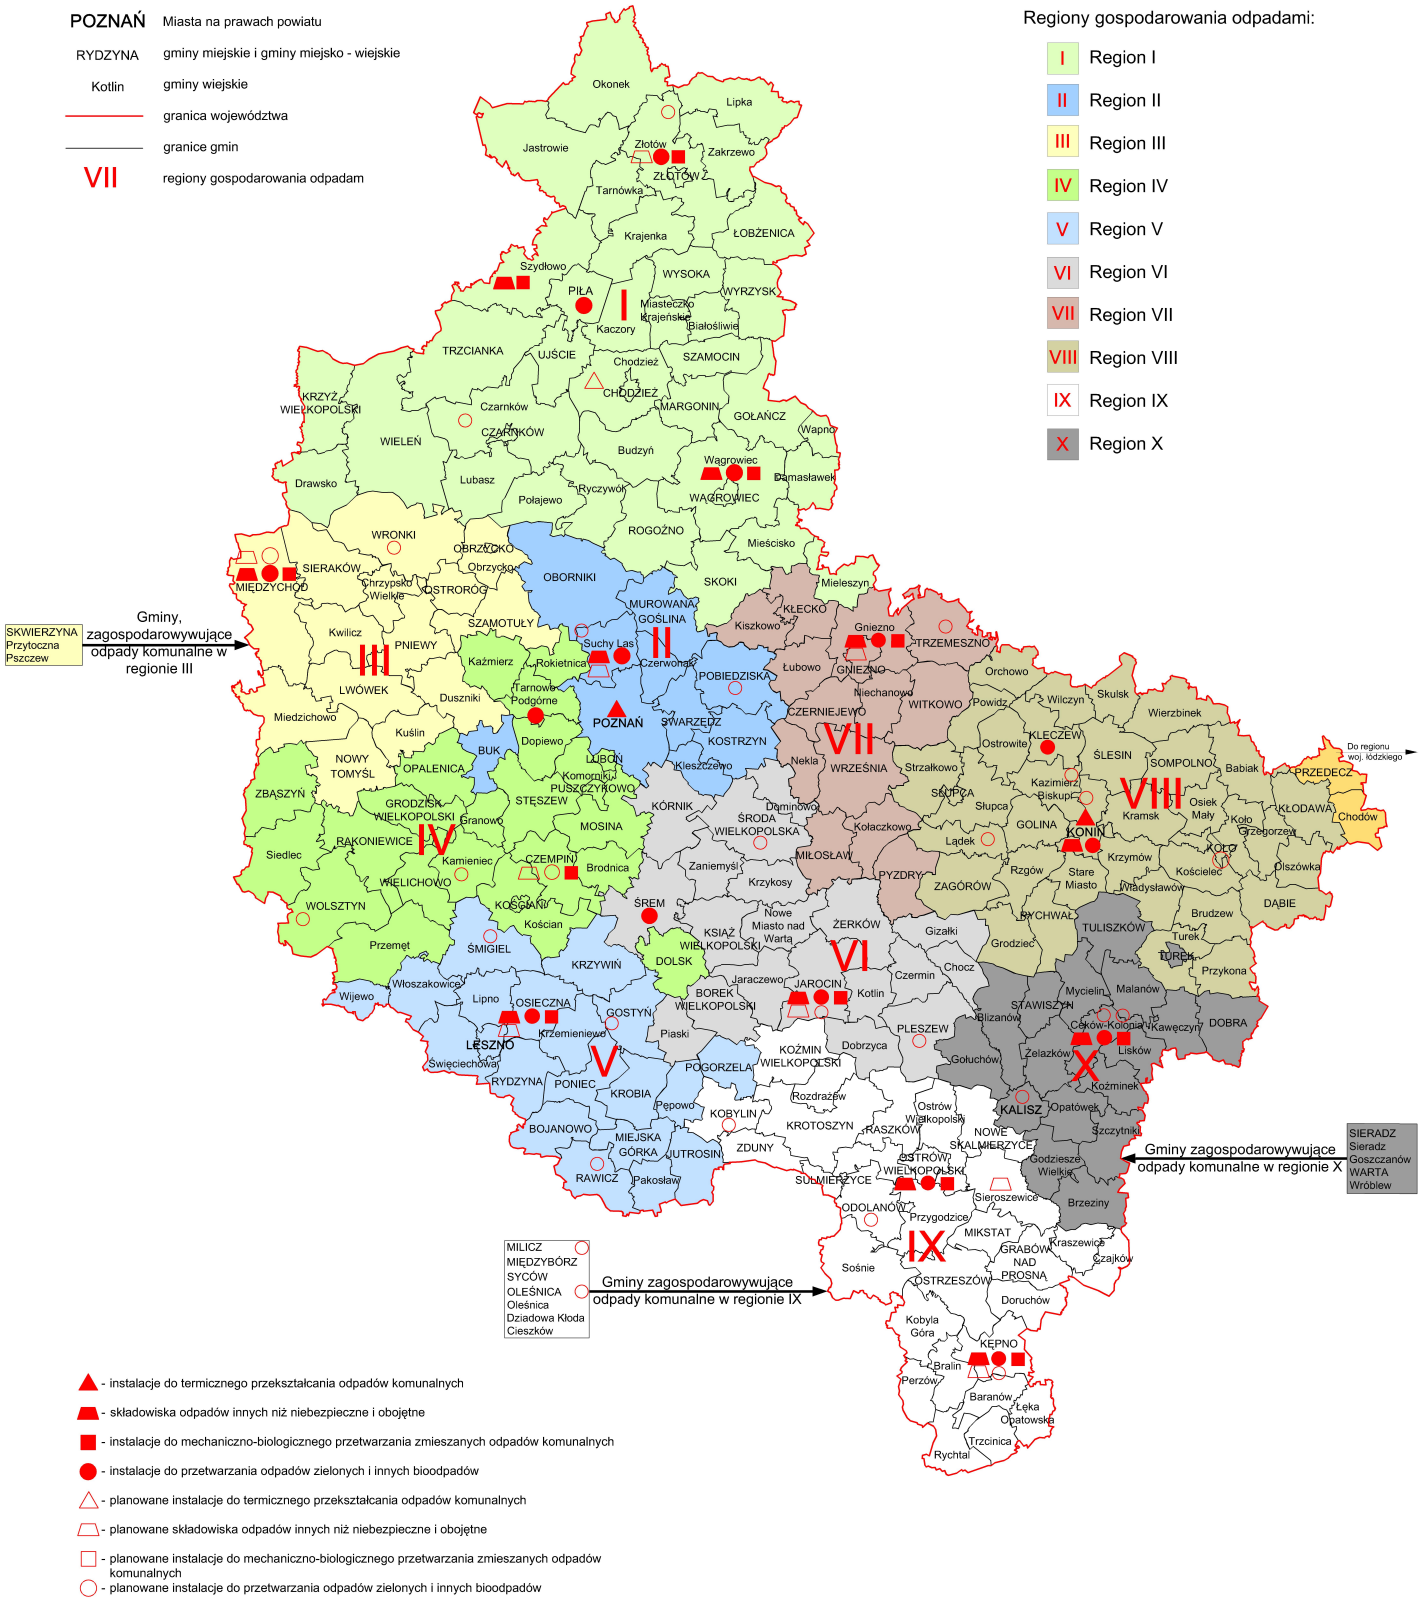 POZNAŃ Miasta na prawach powiatu
RYDZYNA gminy miejskie i gminy miejsko - wiejskie
Kotlin gminy wiejskie
granica województwa
granice gmin
VII regiony gospodarowania odpadam
Regiony gospodarowania odpadami:
I Region I
II Region II
III Region III
IV Region IV
V Region V
VI Region VI
VII Region VII
VIII Region VIII
IX Region IX
X Region X
Okonek
Lipka
Jastrowie
Złotów
Zakrzewo
ZŁOTÓW
Tarnówka
Krajenka
ŁOBŻENICA
Szydłowo
WYSOKA
PIŁA
WYRZYSK
I
Miasteczko
Krajeńskie
Białośliwie
Kaczory
TRZCIANKA
UJŚCIE
Chodzież
SZAMOCIN
CHODZIEŻ
KRZYŻ
WIELKOPOLSKI
Czarnków
MARGONIN
GOŁAŃCZ
CZARNKÓW
WIELEŃ
Wapno
Budzyń
Wągrowiec
Damasławek
Drawsko
Lubasz
Połajewo
Ryczywół
WĄGROWIEC
ROGOŹNO
Mieścisko
SKOKI
Mieleszyn
WRONKI
OBRZYCKO
Obrzycko
SIERAKÓW
MIĘDZYCHÓD
Chrzypsko
Wielkie
OSTRORÓG
SZAMOTUŁY
Kwilicz
PNIEWY
III
LWÓWEK
Duszniki
Miedzichowo
Kuślin
NOWY
TOMYŚL
OBORNIKI
MUROWANA
GOŚLINA
Suchy Las
II
Czerwonak
POBIEDZISKA
POZNAŃ
SWARZĘDZ
KOSTRZYN
Kleszczewo
BUK
Kaźmierz
Rokietnica
Tarnowo
Podgórne
Dopiewo
LUBOŃ
Komorniki
PUSZCZYKOWO
OPALENICA
ZBĄSZYŃ
GRODZISK
WIELKOPOLSKI
STĘSZEW
Granowo
MOSINA
RAKONIEWICE
IV
Siedlec
Kamieniec
CZEMPIŃ
Brodnica
WIELICHOWO
WOLSZTYN
KOŚCIAN
Kościan
Przemęt
DOLSK
KŁECKO
Kiszkowo
Gniezno
TRZEMESZNO
Łubowo
GNIEZNO
Niechanowo
CZERNIEJEWO
WITKOWO
VII
Nekla
WRZEŚNIA
Kołaczkowo
MIŁOSŁAW
PYZDRY
Orchowo
Powidz
Wilczyn
Skulsk
Wierzbinek
Ostrowite
KLECZEW
ŚLESIN
SOMPOLNO
Strzałkowo
Kazimierz
Biskupi
Babiak
PRZEDECZ
SŁUPCA
Słupca
VIII
Osiek
Mały
KŁODAWA
Chodów
GOLINA
Kramsk
Koło
Grzegorzew
KONIN
Lądek
KOŁO
Krzymów
Rzgów
Stare
Miasto
Kościelec
Olszówka
ZAGÓRÓW
Władysławów
DĄBIE
RYCHWAŁ
Brudzew
Grodziec
Turek
Przykona
KÓRNIK
Dominowo
ŚRODA
WIELKOPOLSKA
Zaniemyśl
Krzykosy
ŚREM
KSIĄŻ
WIELKOPOLSKI
Nowe
Miasto nad
Wartą
ŻERKÓW
Gizałki
VI
Jaraczewo
JAROCIN
Czermin
Chocz
BOREK
WIELKOPOLSKI
Kotlin
Piaski
PLESZEW
Dobrzyca
ŚMIGIEL
KRZYWIŃ
Wijewo
Włoszakowice
Lipno
OSIECZNA
GOSTYŃ
Krzemieniewo
LESZNO
Święciechowa
V
RYDZYNA
PONIEC
POGORZELA
KROBIA
Pępowo
BOJANOWO
MIEJSKA
GÓRKA
JUTROSIN
RAWICZ
Pakosław
TULISZKÓW
TUREK
Mycielin
Malanów
STAWISZYN
Blizanów
Ceków-Kolonia
Kawęczyn
DOBRA
Lisków
Żelazków
X
Gołuchów
Koźminek
KALISZ
Opatówek
Szczytniki
Godziesze
Wielkie
Brzeziny
KOŹMIN
WIELKOPOLSKI
Rozdrażew
KOBYLIN
KROTOSZYN
Ostrów
Wielkopolski
RASZKÓW
NOWE
SKALMIERZYCE
ZDUNY
OSTRÓW
WIELKOPOLSKI
SULMIERZYCE
Sieroszewice
ODOLANÓW
Przygodzice
MIKSTAT
IX
GRABÓW
NAD
PROSNĄ
Kraszewice
Czajków
Sośnie
OSTRZESZÓW
Doruchów
Kobyla
Góra
KĘPNO
Bralin
Perzów
Baranów
Łęka
Opatowska
Trzcinica
Rychtal
Gminy,
zagospodarowywujące
odpady komunalne w
regionie III
SKWIERZYNA
Przytoczna
Pszczew
Do regionu
woj. łódzkiego
Gminy zagospodarowywujące
odpady komunalne w regionie X
SIERADZ
Sieradz
Goszczanów
WARTA
Wróblew
MILICZ
MIĘDZYBÓRZ
SYCÓW
OLEŚNICA
Oleśnica
Dziadowa Kłoda
Cieszków
Gminy zagospodarowywujące
odpady komunalne w regionie IX
- instalacje do termicznego przekształcania odpadów komunalnych
- składowiska odpadów innych niż niebezpieczne i obojętne
- instalacje do mechaniczno-biologicznego przetwarzania zmieszanych odpadów komunalnych
- instalacje do przetwarzania odpadów zielonych i innych bioodpadów
- planowane instalacje do termicznego przekształcania odpadów komunalnych
- planowane składowiska odpadów innych niż niebezpieczne i obojętne
- planowane instalacje do mechaniczno-biologicznego przetwarzania zmieszanych odpadów
komunalnych
- planowane instalacje do przetwarzania odpadów zielonych i innych bioodpadów